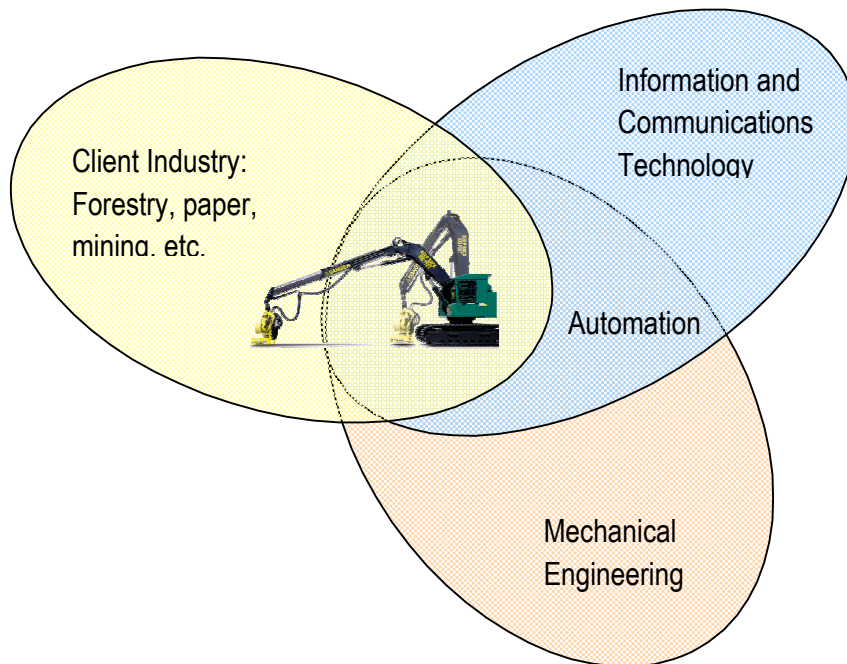 Information and
Communications
Technology
Client Industry:
Forestry, paper,
mining, etc.
Automation
Mechanical
Engineering